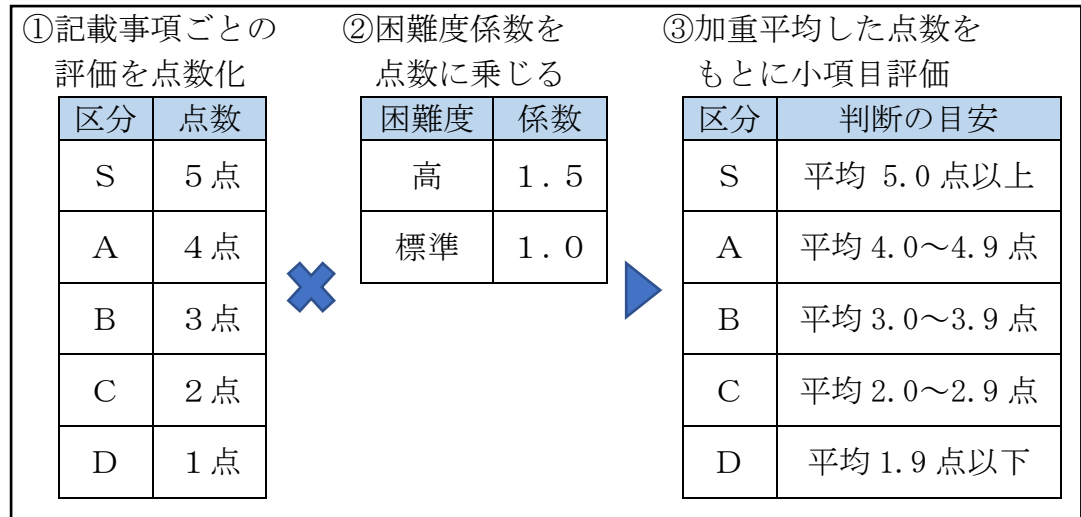 ①記載事項ごとの
評価を点数化
区分 点数
S 5点
A 4点
B 3点
C 2点
D 1点
②困難度係数を
点数に乗じる
困難度 係数
高 1.5
標準 1.0
③加重平均した点数を
もとに小項目評価
区分 判断の目安
S 平均 5.0 点以上
A 平均 4.0～4.9 点
B 平均 3.0～3.9 点
C 平均 2.0～2.9 点
D 平均 1.9 点以下